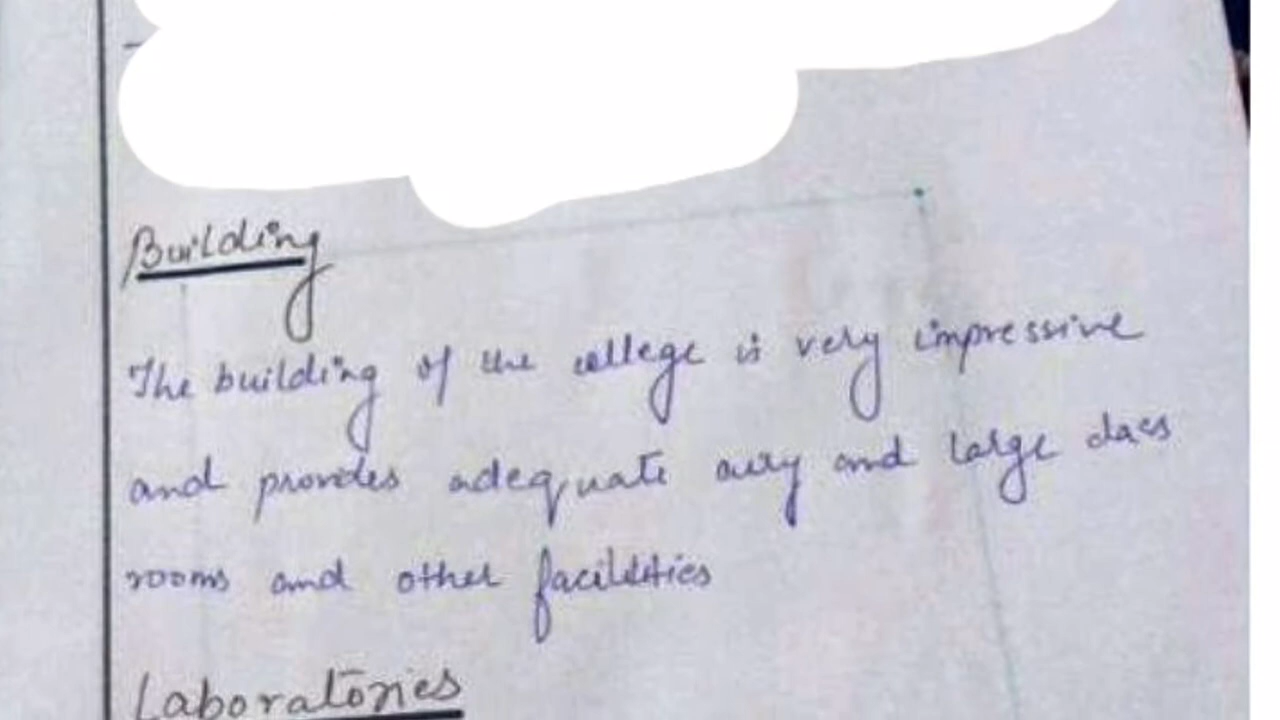 Building
The building of the college is very impressive
and provides adequate airy and large class
rooms and other facilities
Laboratories